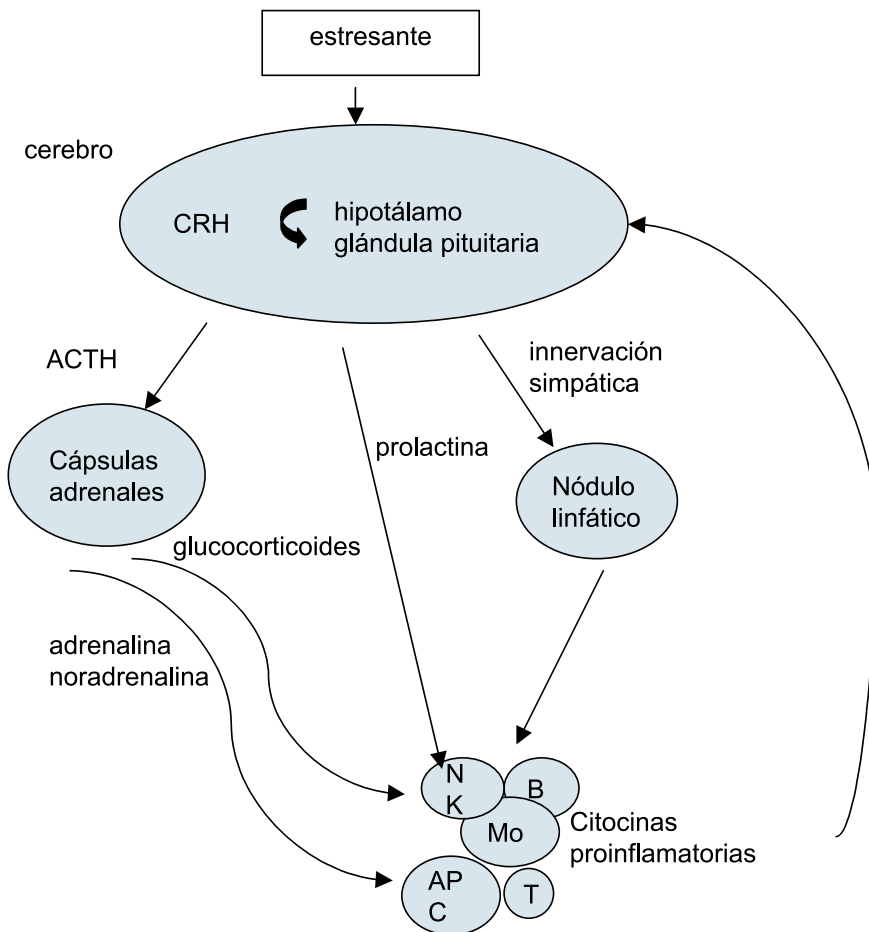 estresante
cerebro
CRH
hipotálamo
glándula pituitaria
ACTH
innervación
simpática
prolactina
Cápsulas
adrenales
Nódulo
linfático
glucocorticoides
adrenalina
noradrenalina
N
K
B
Mo
Citocinas
proinflamatorias
AP
C
T